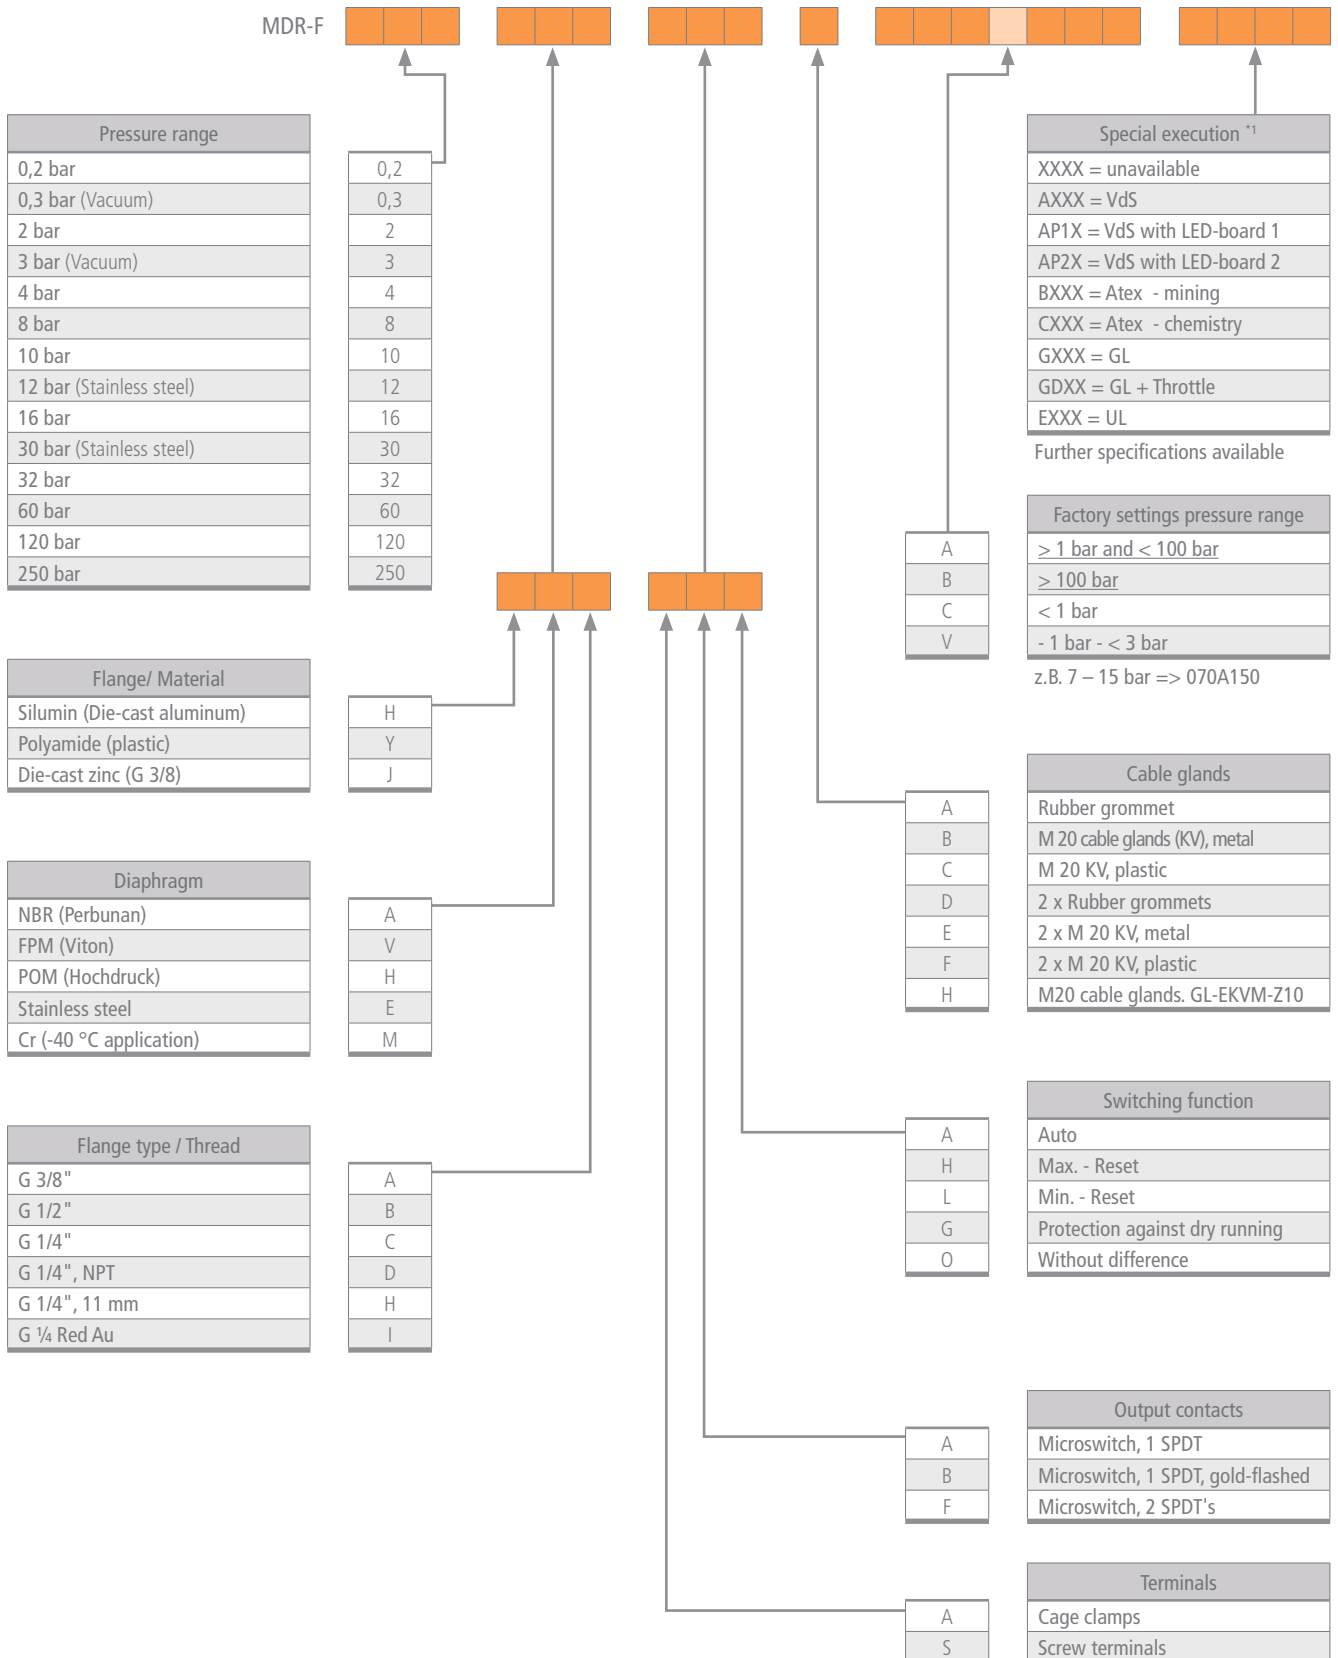 MDR-F
Pressure range
0,2 bar 0,2
0,3 bar (Vacuum) 0,3
2 bar 2
3 bar (Vacuum) 3
4 bar 4
8 bar 8
10 bar 10
12 bar (Stainless steel) 12
16 bar 16
30 bar (Stainless steel) 30
32 bar 32
60 bar 60
120 bar 120
250 bar 250
Special execution *1
XXXX = unavailable
AXXX = VdS
AP1X = VdS with LED-board 1
AP2X = VdS with LED-board 2
BXXX = Atex - mining
CXXX = Atex - chemistry
GXXX = GL
GDXX = GL + Throttle
EXXX = UL
Further specifications available
Factory settings pressure range
A > 1 bar and < 100 bar
B > 100 bar
C < 1 bar
V - 1 bar - < 3 bar
z.B. 7 – 15 bar => 070A150
Flange/ Material
Silumin (Die-cast aluminum) H
Polyamide (plastic) Y
Die-cast zinc (G 3/8) J
Cable glands
A Rubber grommet
B M 20 cable glands (KV), metal
C M 20 KV, plastic
D 2 x Rubber grommets
E 2 x M 20 KV, metal
F 2 x M 20 KV, plastic
H M20 cable glands. GL-EKVM-Z10
Diaphragm
NBR (Perbunan) A
FPM (Viton) V
POM (Hochdruck) H
Stainless steel E
Cr (-40 °C application) M
Switching function
A Auto
H Max. - Reset
L Min. - Reset
G Protection against dry running
O Without difference
Flange type / Thread
G 3/8" A
G 1/2" B
G 1/4" C
G 1/4", NPT D
G 1/4", 11 mm H
G ¼ Red Au I
Output contacts
A Microswitch, 1 SPDT
B Microswitch, 1 SPDT, gold-flashed
F Microswitch, 2 SPDT's
Terminals
A Cage clamps
S Screw terminals